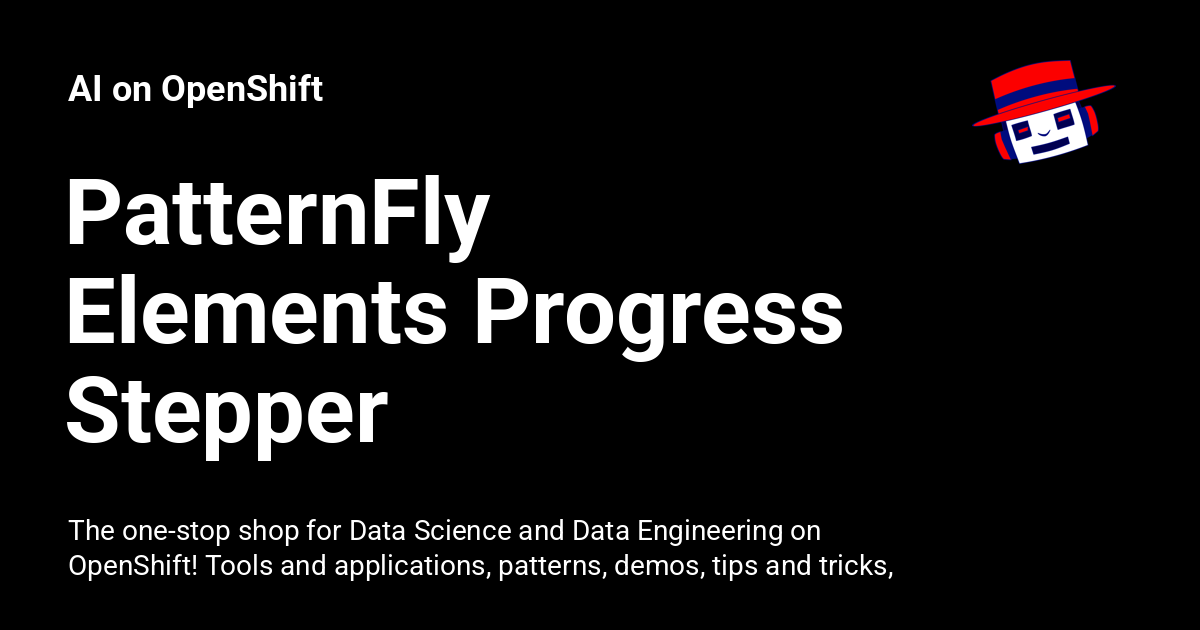 AI on OpenShift
PatternFly
Elements Progress
Stepper
The one-stop shop for Data Science and Data Engineering on
OpenShift! Tools and applications, patterns, demos, tips and tricks,